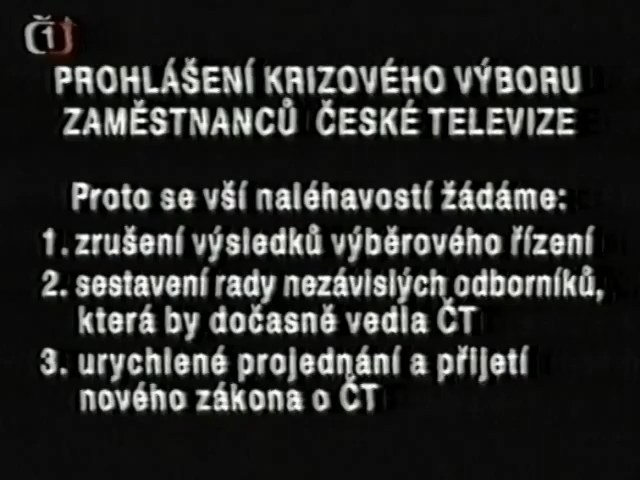 Č1
PROHLÁŠENÍ KRIZOVÉHO VÝBORU
ZAMĚSTNANCŮ ČESKÉ TELEVIZE
Proto se vší naléhavostí žádáme:
1. zrušení výsledků výběrového řízení
2. sestavení rady nezávislých odborníků,
která by dočasně vedla ČT
3. urychlené projednání a přijetí
nového zákona o ČT